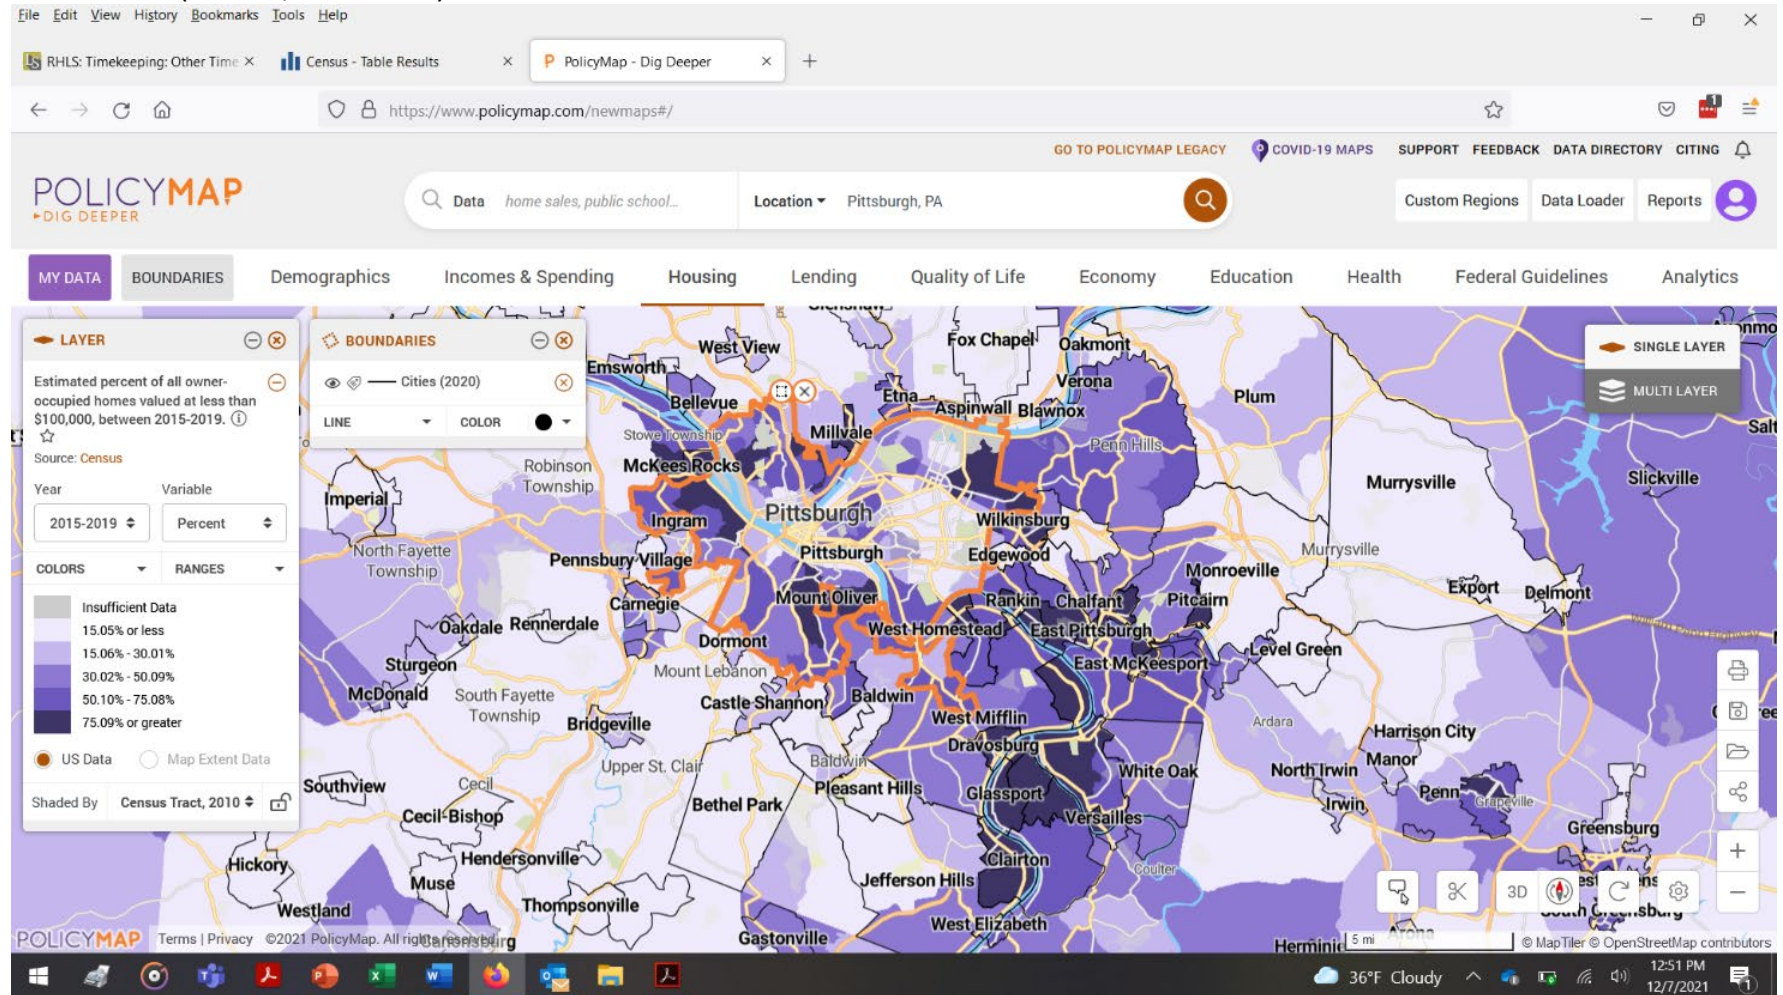 File Edit View History Bookmarks Tools Help
RHLS: Timekeeping: Other Time
Census - Table Results
PolicyMap - Dig Deeper
https://www.policymap.com/newmaps#/
1
GO TO POLICYMAP LEGACY
COVID-19 MAPS
SUPPORT FEEDBACK DATA DIRECTORY CITING
POLICYMAP
DIG DEEPER
Data home sales, public school...
Location Pittsburgh, PA
Custom Regions Data Loader Reports
MY DATA BOUNDARIES Demographics Incomes & Spending Housing Lending Quality of Life Economy Education Health Federal Guidelines Analytics
LAYER
Estimated percent of all owner-
occupied homes valued at less than
$100,000, between 2015-2019.
Source: Census
Year Variable
2015-2019 Percent
COLORS RANGES
Insufficient Data
15.05% or less
15.06% - 30.01%
30.02% - 50.09%
50.10% - 75.08%
75.09% or greater
US Data Map Extent Data
Shaded By Census Tract, 2010
BOUNDARIES
Cities (2020)
LINE COLOR
SINGLE LAYER
MULTI LAYER
West View
Fox Chapel
Oakmont
Emsworth
Verona
Bellevue
Etna
Aspinwall
Blawnox
Plum
Stowe Township
Millvale
Penn Hills
Robinson
Township
McKees Rocks
Imperial
Murrysville
Slickville
Ingram
Pittsburgh
Wilkinsburg
North Fayette
Township
Pennsbury Village
Pittsburgh
Edgewood
Murrysville
Monroeville
Carnegie
Mount Oliver
Rankin
Chalfant
Pitcairn
Export
Delmont
Oakdale
Rennerdale
Dormont
West Homestead
East Pittsburgh
Level Green
Sturgeon
Mount Lebanon
East McKeesport
McDonald
South Fayette
Township
Castle Shannon
Baldwin
Bridgeville
West Mifflin
Ardara
Harrison City
Dravosburg
Manor
Upper St. Clair
Baldwin
White Oak
North Irwin
Southview
Cecil
Pleasant Hills
Glassport
Penn
Grapeville
Bethel Park
Irwin
Cecil-Bishop
Versailles
Greensburg
Hickory
Hendersonville
Clairton
Coulter
Muse
Jefferson Hills
Westland
Thompsonville
West Elizabeth
Gastonville
Herminie
Arona
3D
5 mi
POLICYMAP Terms | Privacy ©2021 PolicyMap. All rights reserved
© MapTiler © OpenStreetMap contributors
36°F Cloudy
12:51 PM
12/7/2021
1